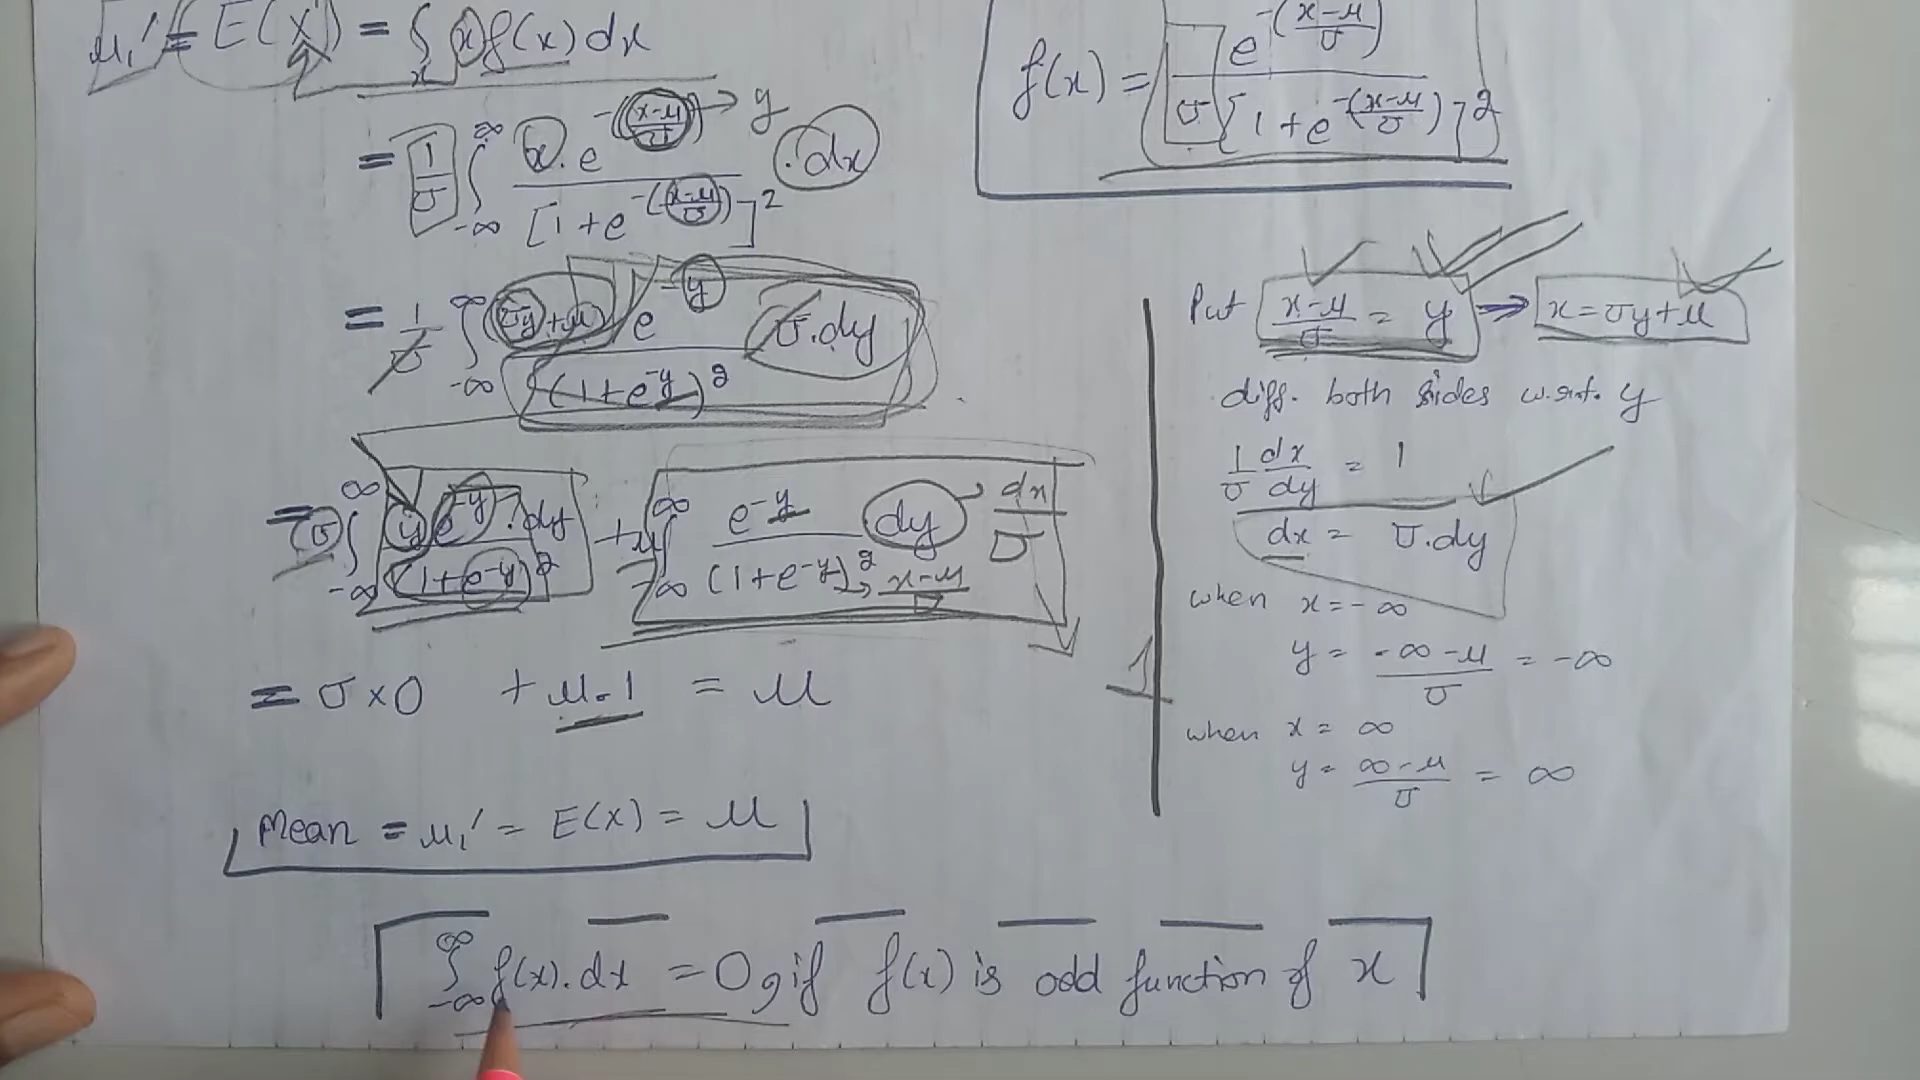 μ₁' = E(X) = ∫ₓ x f(x) dx
= 1/σ ∫_{-∞}^{∞} x. e^{-(x-μ/σ)} / [1+e^{-(x-μ/σ)}]² . dx → y
= 1/σ ∫_{-∞}^{∞} (σy+μ) e^{-y} / (1+e^{-y})² σ.dy
= σ ∫_{-∞}^{∞} y e^{-y}.dy / (1+e^{-y})² + μ ∫_{-∞}^{∞} e^{-y} / (1+e^{-y})² dy → dx/σ
→ x-μ/σ
1
= σ×0 + μ.1 = μ
Mean = μ₁' = E(X) = μ
∫_{-∞}^{∞} f(x).dx = 0, if f(x) is odd function of x
f(x) = e^{-(x-μ/σ)} / σ[1+e^{-(x-μ/σ)}]²
Put x-μ/σ = y ⇒ x = σy+μ
diff. both sides w.r.t. y
1/σ dx/dy = 1
dx = σ.dy
when x = -∞
y = -∞-μ/σ = -∞
when x = ∞
y = ∞-μ/σ = ∞